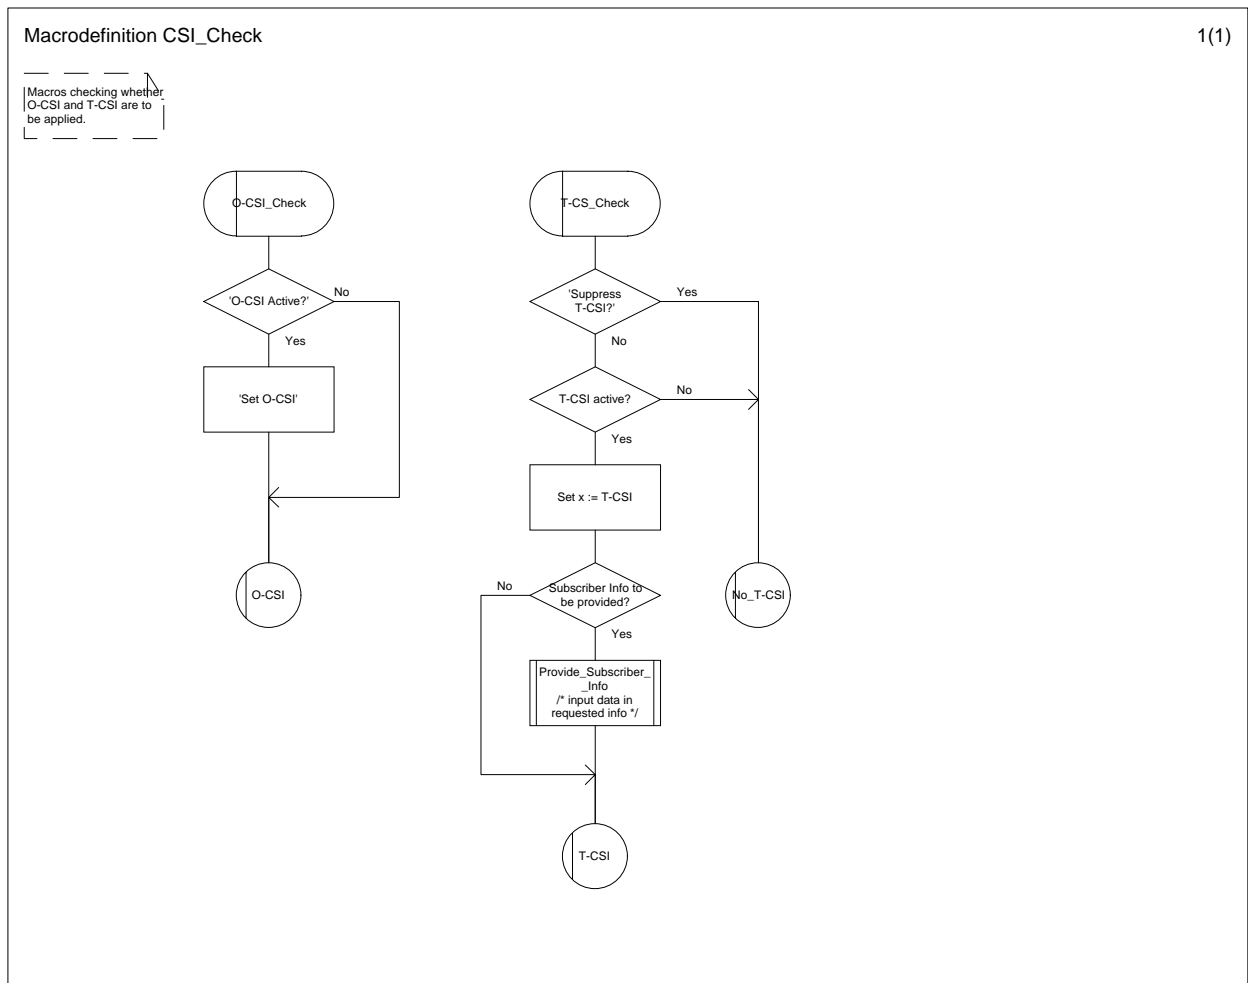 Macrodefinition CSI_Check
1(1)
Macros checking whether
O-CSI and T-CSI are to
be applied.
O-CSI_Check
'O-CSI Active?'
No
Yes
'Set O-CSI'
O-CSI
T-CS_Check
'Suppress
T-CSI?'
Yes
No
T-CSI active?
No
Yes
Set x := T-CSI
No
Subscriber Info to
be provided?
Yes
No_T-CSI
Provide_Subscriber_
_Info
/* input data in
requested info */
T-CSI